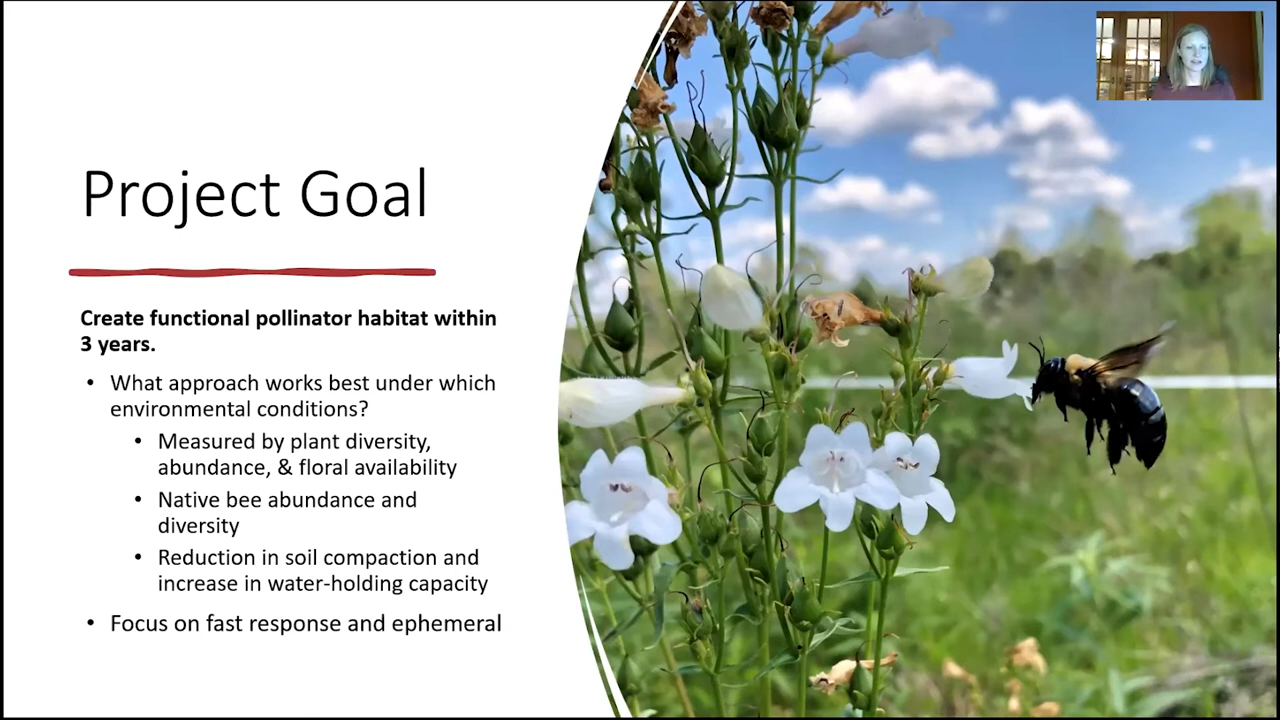 Project Goal
Create functional pollinator habitat within
3 years.
• What approach works best under which
environmental conditions?
• Measured by plant diversity,
abundance, & floral availability
• Native bee abundance and
diversity
• Reduction in soil compaction and
increase in water-holding capacity
• Focus on fast response and ephemeral